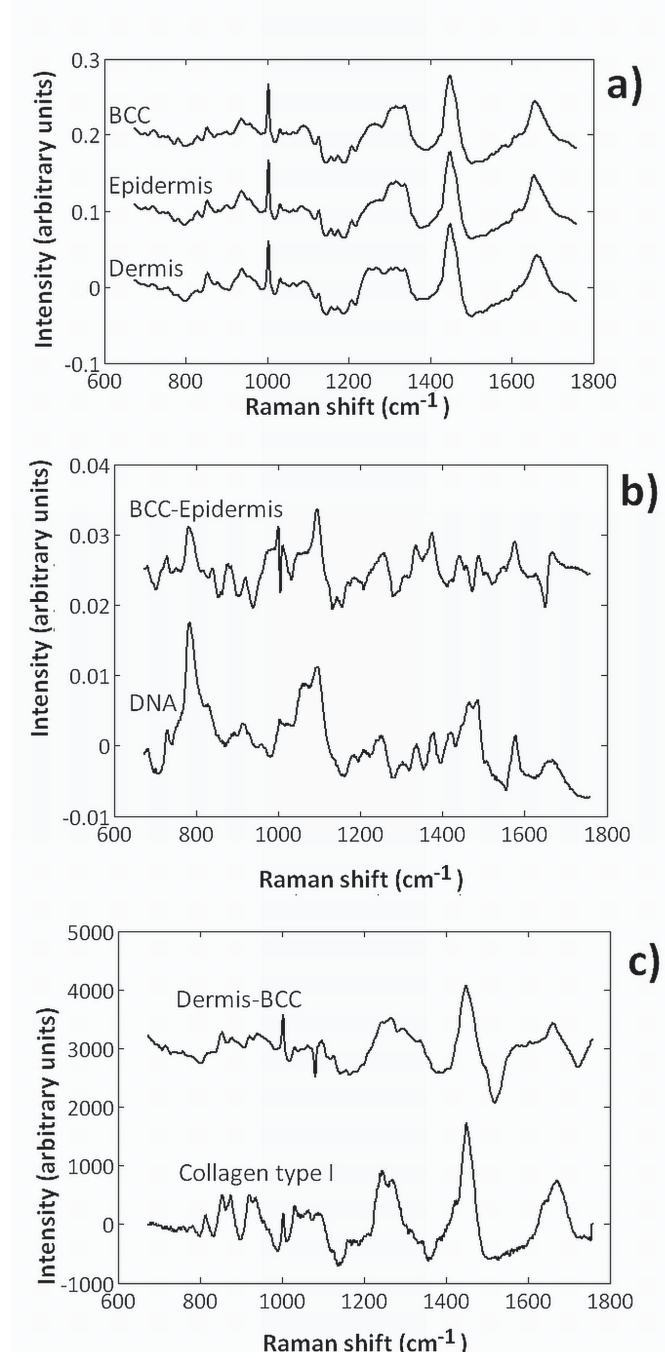 a)
0.3
0.2
0.1
0
-0.1
BCC
Epidermis
Dermis
600 800 1000 1200 1400 1600 1800
Raman shift (cm-1 )
Intensity (arbitrary units)
b)
0.04
0.03
0.02
0.01
0
-0.01
BCC-Epidermis
DNA
600 800 1000 1200 1400 1600 1800
Raman shift (cm-1 )
Intensity (arbitrary units)
c)
5000
4000
3000
2000
1000
0
-1000
Dermis-BCC
Collagen type I
600 800 1000 1200 1400 1600 1800
Raman shift (cm-1 )
Intensity (arbitrary units)